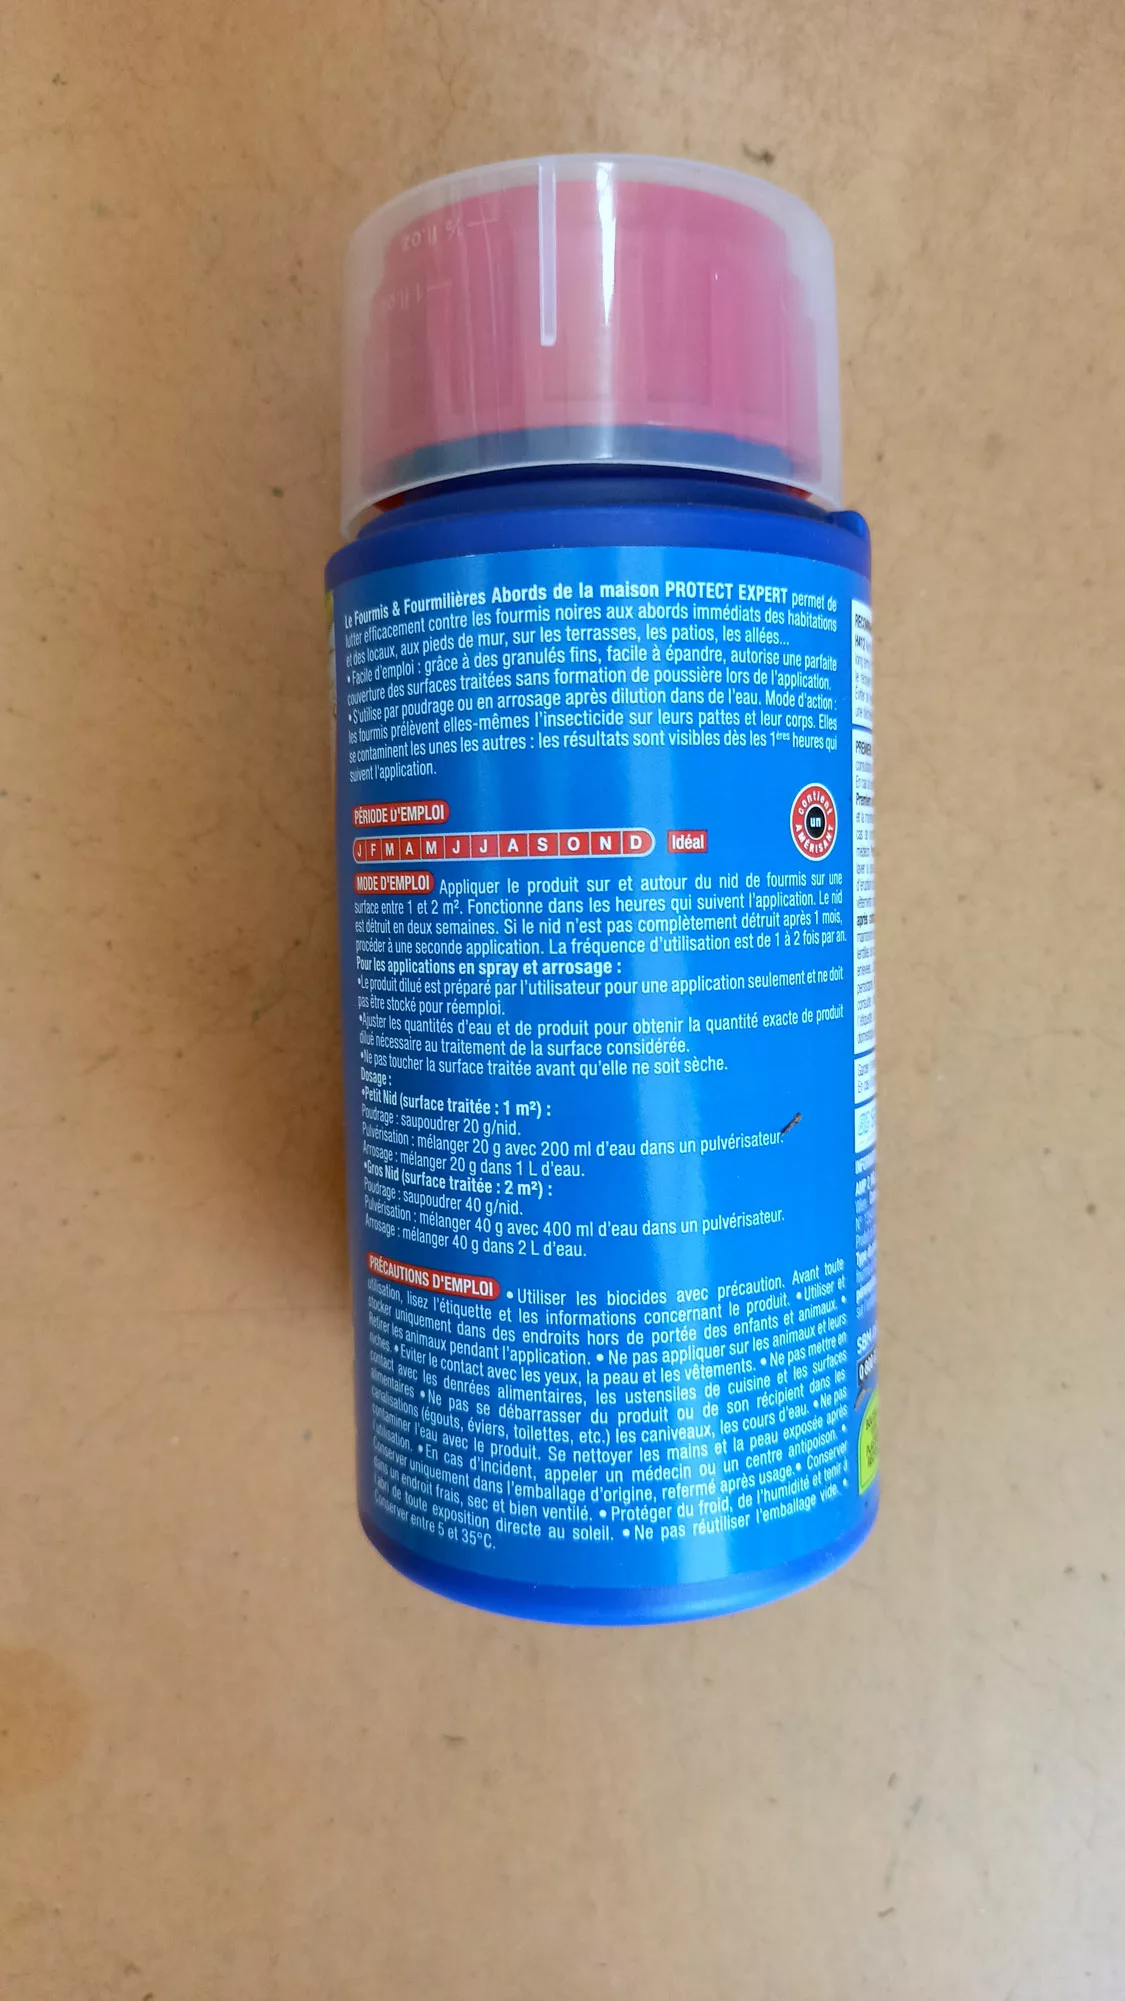 ½ fl.oz
1 fl.oz
Le Fourmis & Fourmilières Abords de la maison PROTECT EXPERT permet de
lutter efficacement contre les fourmis noires aux abords immédiats des habitations
et des locaux, aux pieds de mur, sur les terrasses, les patios, les allées...
• Facile d'emploi : grâce à des granulés fins, facile à épandre, autorise une parfaite
couverture des surfaces traitées sans formation de poussière lors de l'application.
• S'utilise par poudrage ou en arrosage après dilution dans de l'eau. Mode d'action :
les fourmis prélèvent elles-mêmes l'insecticide sur leurs pattes et leur corps. Elles
se contaminent les unes les autres : les résultats sont visibles dès les 1ères heures qui
suivent l'application.
PÉRIODE D'EMPLOI
J F M A M J J A S O N D Idéal
contient
un
AMÉRISANT
MODE D'EMPLOI Appliquer le produit sur et autour du nid de fourmis sur une
surface entre 1 et 2 m². Fonctionne dans les heures qui suivent l'application. Le nid
est détruit en deux semaines. Si le nid n'est pas complètement détruit après 1 mois,
procéder à une seconde application. La fréquence d'utilisation est de 1 à 2 fois par an.
Pour les applications en spray et arrosage :
•Le produit dilué est préparé par l'utilisateur pour une application seulement et ne doit
pas être stocké pour réemploi.
•Ajuster les quantités d'eau et de produit pour obtenir la quantité exacte de produit
dilué nécessaire au traitement de la surface considérée.
•Ne pas toucher la surface traitée avant qu'elle ne soit sèche.
Dosage :
•Petit Nid (surface traitée : 1 m²) :
Poudrage : saupoudrer 20 g/nid.
Pulvérisation : mélanger 20 g avec 200 ml d'eau dans un pulvérisateur.
Arrosage : mélanger 20 g dans 1 L d'eau.
•Gros Nid (surface traitée : 2 m²) :
Poudrage : saupoudrer 40 g/nid.
Pulvérisation : mélanger 40 g avec 400 ml d'eau dans un pulvérisateur.
Arrosage : mélanger 40 g dans 2 L d'eau.
PRÉCAUTIONS D'EMPLOI • Utiliser les biocides avec précaution. Avant toute
utilisation, lisez l'étiquette et les informations concernant le produit. • Utiliser et
stocker uniquement dans des endroits hors de portée des enfants et animaux. •
Retirer les animaux pendant l'application. • Ne pas appliquer sur les animaux et leurs
niches. • Eviter le contact avec les yeux, la peau et les vêtements. • Ne pas mettre en
contact avec les denrées alimentaires, les ustensiles de cuisine et les surfaces
alimentaires • Ne pas se débarrasser du produit ou de son récipient dans les
canalisations (égouts, éviers, toilettes, etc.) les caniveaux, les cours d'eau. • Ne pas
contaminer l'eau avec le produit. Se nettoyer les mains et la peau exposée après
l'utilisation. • En cas d'incident, appeler un médecin ou un centre antipoison. •
Conserver uniquement dans l'emballage d'origine, refermé après usage. • Conserver
dans un endroit frais, sec et bien ventilé. • Protéger du froid, de l'humidité et tenir à
l'abri de toute exposition directe au soleil. • Ne pas réutiliser l'emballage vide. •
Conserver entre 5 et 35°C.